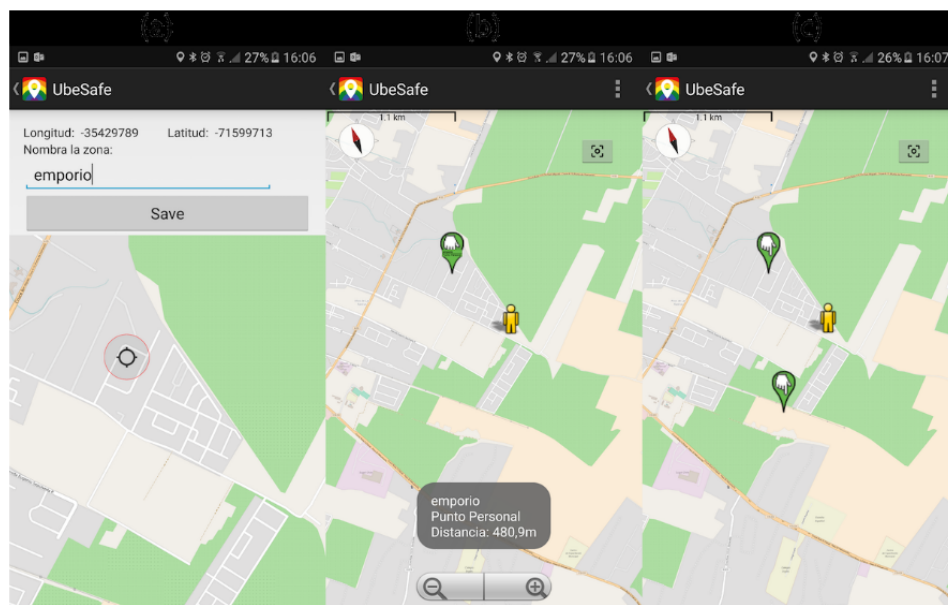 (a)
(b)
(c)
27% 16:06
27% 16:06
26% 16:07
UbeSafe
UbeSafe
UbeSafe
Longitud: -35429789 Latitud: -71599713
Nombra la zona:
emporio
Save
1.1 km
1.1 km
emporio
Punto Personal
Distancia: 480,9m